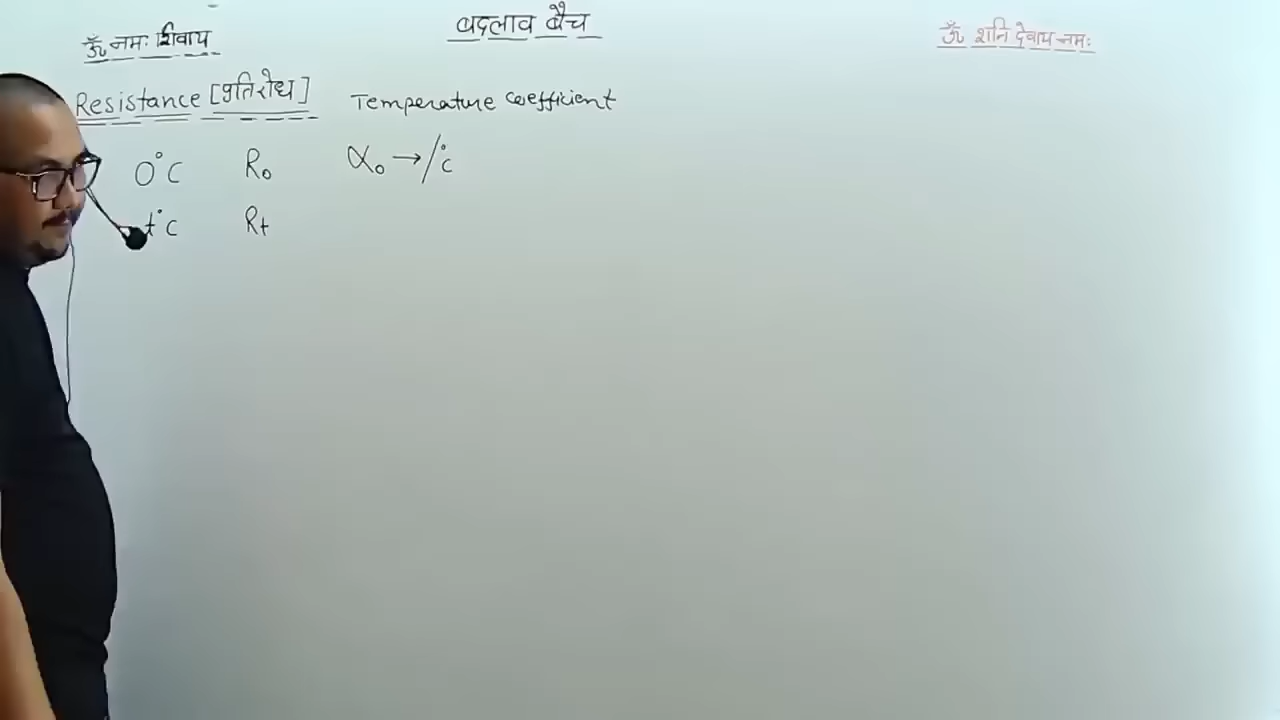 ॐ नमः शिवाय
बदलाव बैच
ॐ शनि देवाय नमः
Resistance [प्रतिरोध] Temperature coefficient
0°C R₀ α₀ → /°C
t°C Rt